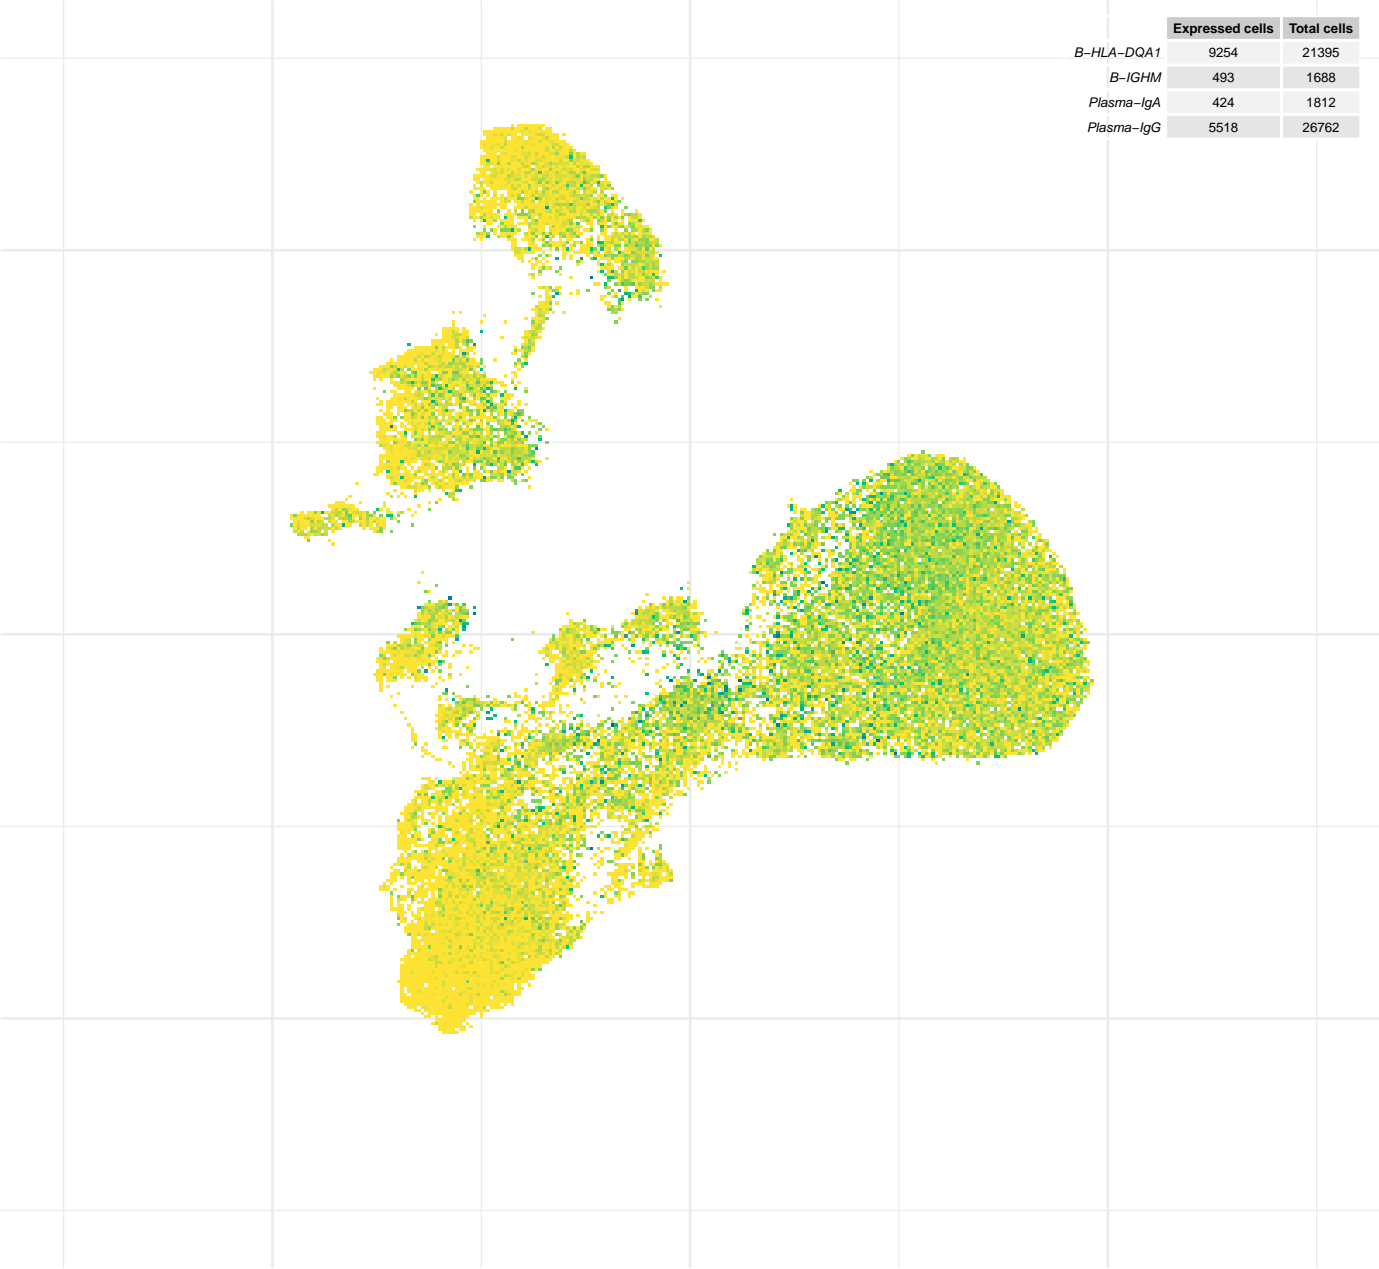 Expressed cells Total cells
B−HLA−DQA1 9254 21395
B−IGHM 493 1688
Plasma−IgA 424 1812
Plasma−IgG 5518 26762